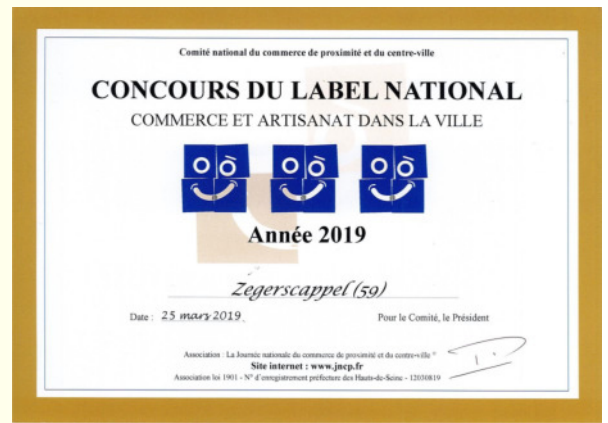 Comité national du commerce de proximité et du centre-ville
CONCOURS DU LABEL NATIONAL
COMMERCE ET ARTISANAT DANS LA VILLE
Année 2019
Zegerscappel (59)
Date : 25 mars 2019
Pour le Comité, le Président
Association : La Journée nationale du commerce de proximité et du centre-ville ®
Site internet : www.jncp.fr
Association loi 1901 - N° d'enregistrement préfecture des Hauts-de-Seine - 12030819